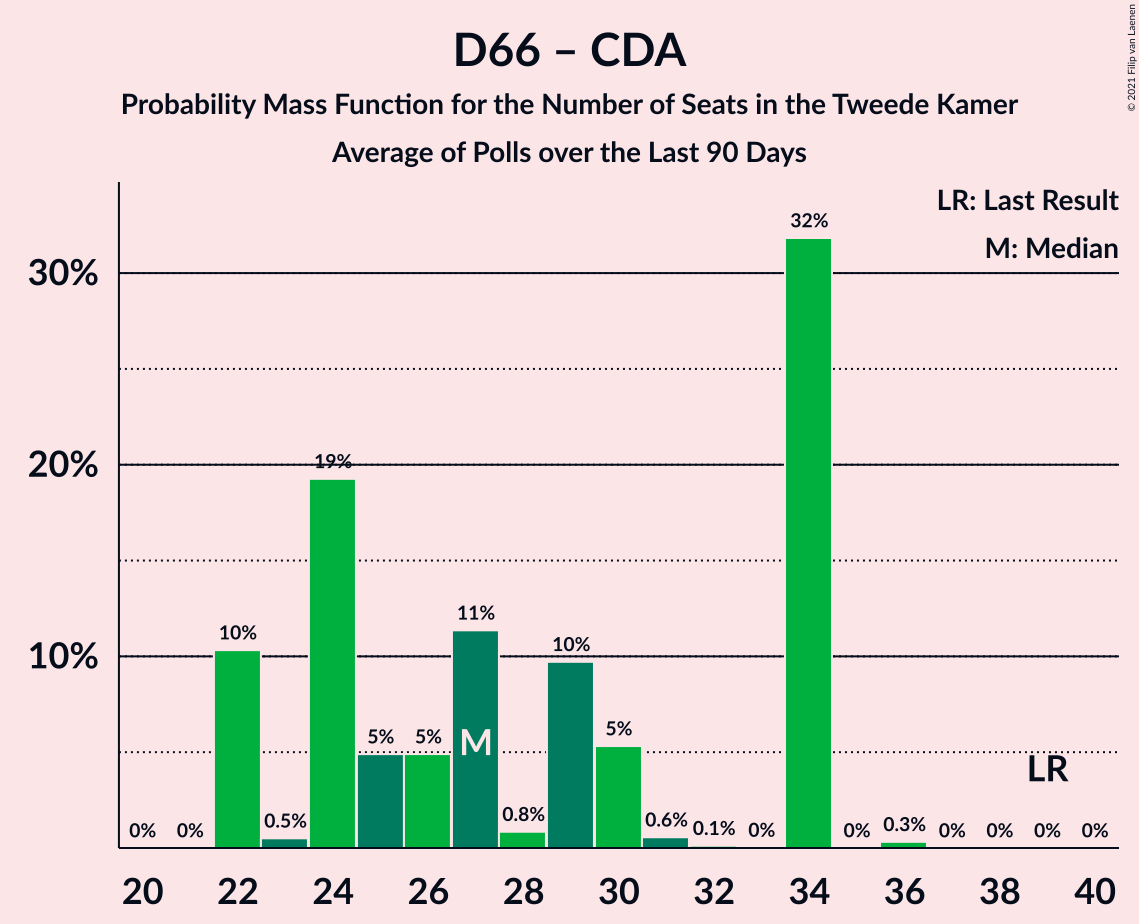 D66 – CDA
Probability Mass Function for the Number of Seats in the Tweede Kamer
Average of Polls over the Last 90 Days
© 2021 Filip van Laenen
LR: Last Result
M: Median
30%
20%
10%
0%
0%
10%
0.5%
19%
5%
5%
11%
0.8%
10%
5%
0.6%
0.1%
0%
32%
0%
0.3%
0%
0%
0%
0%
M
LR
20 22 24 26 28 30 32 34 36 38 40